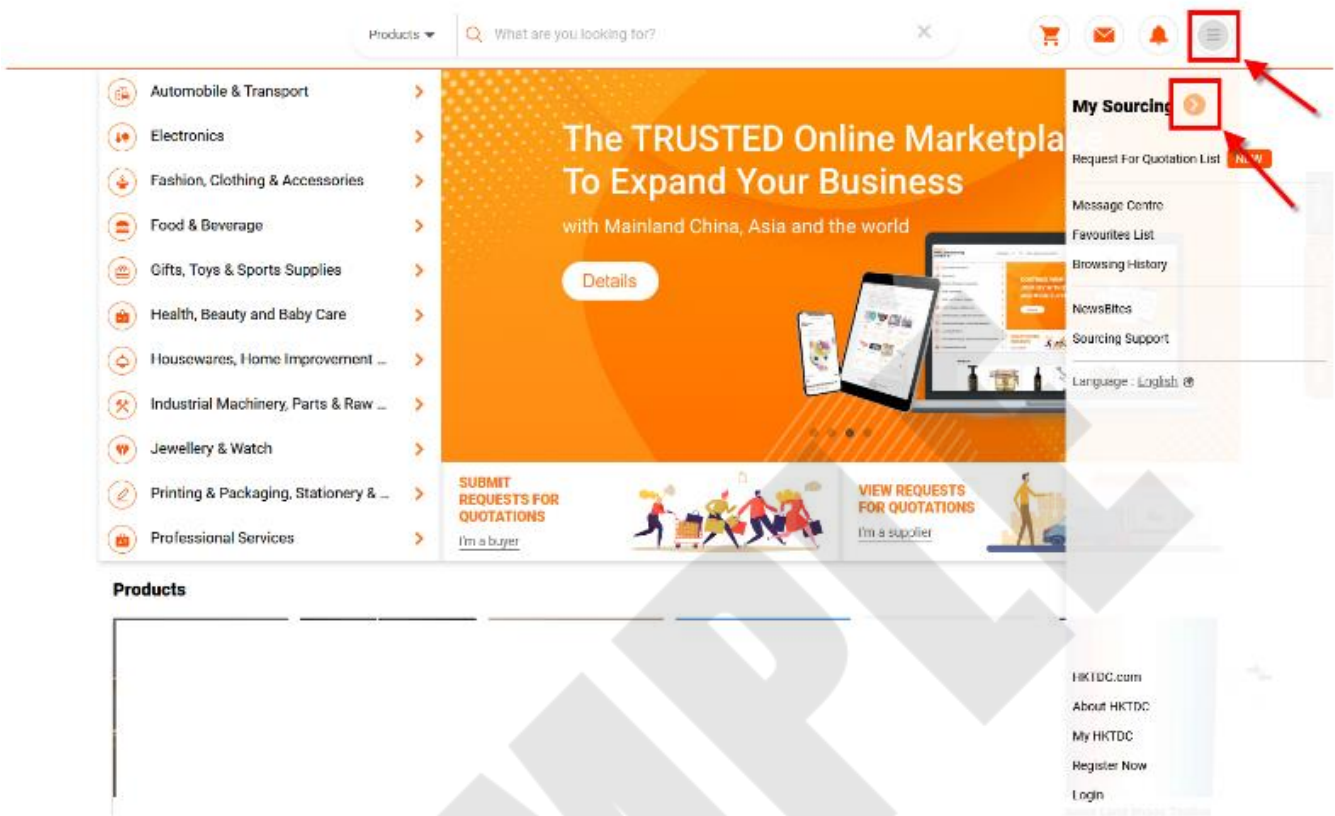 Products
What are you looking for?
Automobile & Transport
Electronics
Fashion, Clothing & Accessories
Food & Beverage
Gifts, Toys & Sports Supplies
Health, Beauty and Baby Care
Housewares, Home Improvement ...
Industrial Machinery, Parts & Raw ...
Jewellery & Watch
Printing & Packaging, Stationery & ...
Professional Services
The TRUSTED Online Marketpla
To Expand Your Business
with Mainland China, Asia and the world
Details
SUBMIT
REQUESTS FOR
QUOTATIONS
I'm a buyer
VIEW REQUESTS
FOR QUOTATIONS
I'm a supplier
My Sourcing
Request For Quotation List NEW
Message Centre
Favourites List
Browsing History
NewsBites
Sourcing Support
Language : English
Products
HKTDC.com
About HKTDC
My HKTDC
Register Now
Login